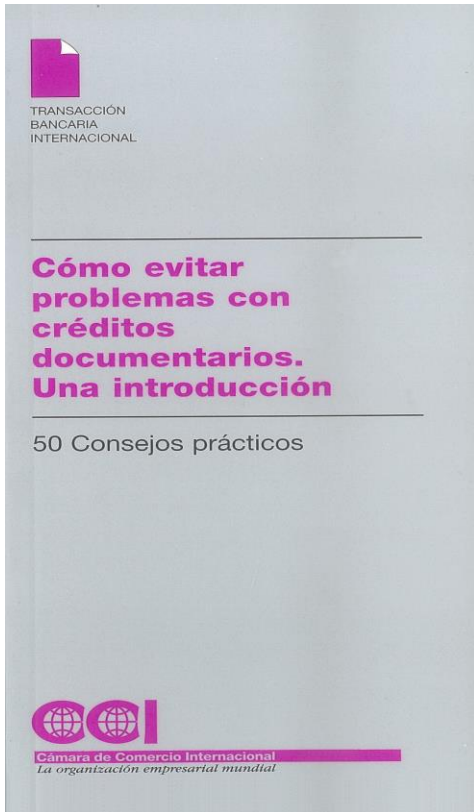 TRANSACCIÓN
BANCARIA
INTERNACIONAL
Cómo evitar
problemas con
créditos
documentarios.
Una introducción
50 Consejos prácticos
CCI
Cámara de Comercio Internacional
La organización empresarial mundial